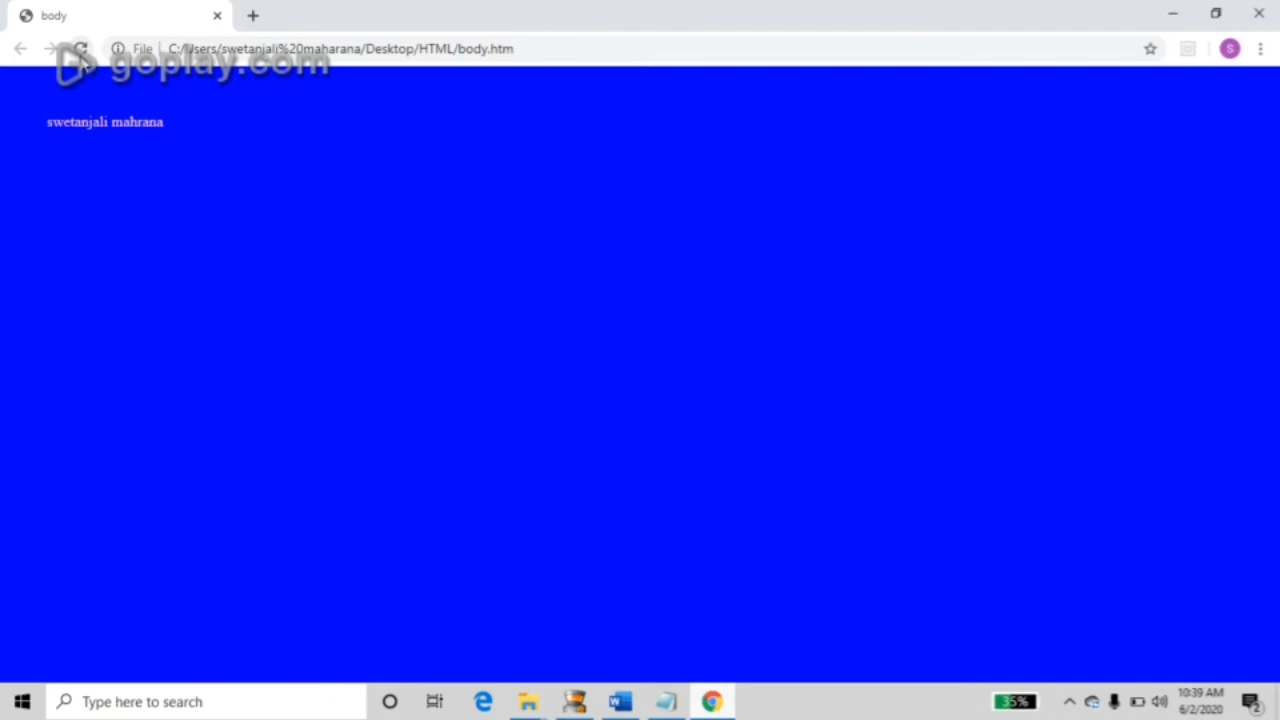 body
File
C:/Users/swetanjali%20maharana/Desktop/HTML/body.htm
S
goplay.com
swetanjali mahrana
Type here to search
35%
10:39 AM
6/2/2020
2